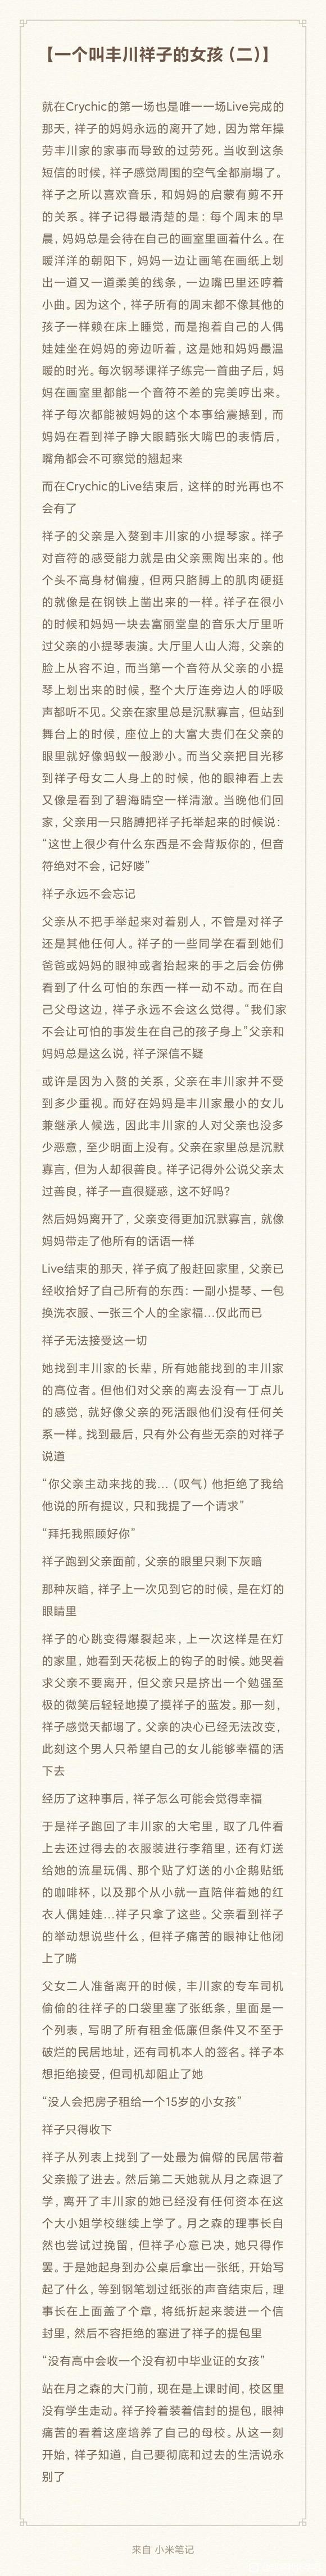 【一个叫丰川祥子的女孩（二）】
就在Crychic的第一场也是唯一一场Live完成的
那天，祥子的妈妈永远的离开了她，因为常年操
劳丰川家的家事而导致的过劳死。当收到这条
短信的时候，祥子感觉周围的空气全都崩塌了。
祥子之所以喜欢音乐，和妈妈的启蒙有剪不开
的关系。祥子记得最清楚的是：每个周末的早
晨，妈妈总是会待在自己的画室里画着什么。在
暖洋洋的朝阳下，妈妈一边让画笔在画纸上划
出一道又一道柔美的线条，一边嘴巴里还哼着
小曲。因为这个，祥子所有的周末都不像其他的
孩子一样赖在床上睡觉，而是抱着自己的人偶
娃娃坐在妈妈的旁边听着，这是她和妈妈最温
暖的时光。每次钢琴课祥子练完一首曲子后，妈
妈在画室里都能一个音符不差的完美哼出来。
祥子每次都能被妈妈的这个本事给震撼到，而
妈妈在看到祥子睁大眼睛张大嘴巴的表情后，
嘴角都会不可察觉的翘起来
而在Crychic的Live结束后，这样的时光再也不
会有了
祥子的父亲是入赘到丰川家的小提琴家。祥子
对音符的感受能力就是由父亲熏陶出来的。他
个头不高身材偏瘦，但两只胳膊上的肌肉硬挺
的就像是在钢铁上凿出来的一样。祥子在很小
的时候和妈妈一块去富丽堂皇的音乐大厅里听
过父亲的小提琴表演。大厅里人山人海，父亲的
脸上从容不迫，而当第一个音符从父亲的小提
琴上划出来的时候，整个大厅连旁边人的呼吸
声都听不见。父亲在家里总是沉默寡言，但站到
舞台上的时候，座位上的大富大贵们在父亲的
眼里就好像蚂蚁一般渺小。而当父亲把目光移
到祥子母女二人身上的时候，他的眼神看上去
又像是看到了碧海晴空一样清澈。当晚他们回
家，父亲用一只胳膊把祥子托举起来的时候说：
“这世上很少有什么东西是不会背叛你的，但音
符绝对不会，记好喽”
祥子永远不会忘记
父亲从不把手举起来对着别人，不管是对祥子
还是其他任何人。祥子的一些同学在看到她们
爸爸或妈妈的眼神或者抬起来的手之后会仿佛
看到了什么可怕的东西一样一动不动。而在自
己父母这边，祥子永远不会这么觉得。“我们家
不会让可怕的事发生在自己的孩子身上”父亲和
妈妈总是这么说，祥子深信不疑
或许是因为入赘的关系，父亲在丰川家并不受
到多少重视。而好在妈妈是丰川家最小的女儿
兼继承人候选，因此丰川家的人对父亲也没多
少恶意，至少明面上没有。父亲在家里总是沉默
寡言，但为人却很善良。祥子记得外公说父亲太
过善良，祥子一直很疑惑，这不好吗？
然后妈妈离开了，父亲变得更加沉默寡言，就像
妈妈带走了他所有的话语一样
Live结束的那天，祥子疯了般赶回家里，父亲已
经收拾好了自己所有的东西：一副小提琴、一包
换洗衣服、一张三个人的全家福…仅此而已
祥子无法接受这一切
她找到丰川家的长辈，所有她能找到的丰川家
的高位者。但他们对父亲的离去没有一丁点儿
的感觉，就好像父亲的死活跟他们没有任何关
系一样。找到最后，只有外公有些无奈的对祥子
说道
“你父亲主动来找的我…（叹气）他拒绝了我给
他说的所有提议，只和我提了一个请求”
“拜托我照顾好你”
祥子跑到父亲面前，父亲的眼里只剩下灰暗
那种灰暗，祥子上一次见到它的时候，是在灯的
眼睛里
祥子的心跳变得爆裂起来，上一次这样是在灯
的家里，她看到天花板上的钩子的时候。她哭着
求父亲不要离开，但父亲只是挤出一个勉强至
极的微笑后轻轻地摸了摸祥子的蓝发。那一刻，
祥子感觉天都塌了。父亲的决心已经无法改变，
此刻这个男人只希望自己的女儿能够幸福的活
下去
经历了这种事后，祥子怎么可能会觉得幸福
于是祥子跑回了丰川家的大宅里，取了几件看
上去还过得去的衣服装进行李箱里，还有灯送
给她的流星玩偶、那个贴了灯送的小企鹅贴纸
的咖啡杯，以及那个从小就一直陪伴着她的红
衣人偶娃娃…祥子只拿了这些。父亲看到祥子
的举动想说些什么，但祥子痛苦的眼神让他闭
上了嘴
父女二人准备离开的时候，丰川家的专车司机
偷偷的往祥子的口袋里塞了张纸条，里面是一
个列表，写明了所有租金低廉但条件又不至于
破烂的民居地址，还有司机本人的签名。祥子本
想拒绝接受，但司机却阻止了她
“没人会把房子租给一个15岁的小女孩”
祥子只得收下
祥子从列表上找到了一处最为偏僻的民居带着
父亲搬了进去。然后第二天她就从月之森退了
学，离开了丰川家的她已经没有任何资本在这
个大小姐学校继续上学了。月之森的理事长自
然也尝试过挽留，但祥子心意已决，她只得作
罢。于是她起身到办公桌后拿出一张纸，开始写
起了什么，等到钢笔划过纸张的声音结束后，理
事长在上面盖了个章，将纸折起来装进一个信
封里，然后不容拒绝的塞进了祥子的提包里
“没有高中会收一个没有初中毕业证的女孩”
站在月之森的大门前，现在是上课时间，校区里
没有学生走动。祥子拎着装着信封的提包，眼神
痛苦的看着这座培养了自己的母校。从这一刻
开始，祥子知道，自己要彻底和过去的生活说永
别了
来自 小米笔记